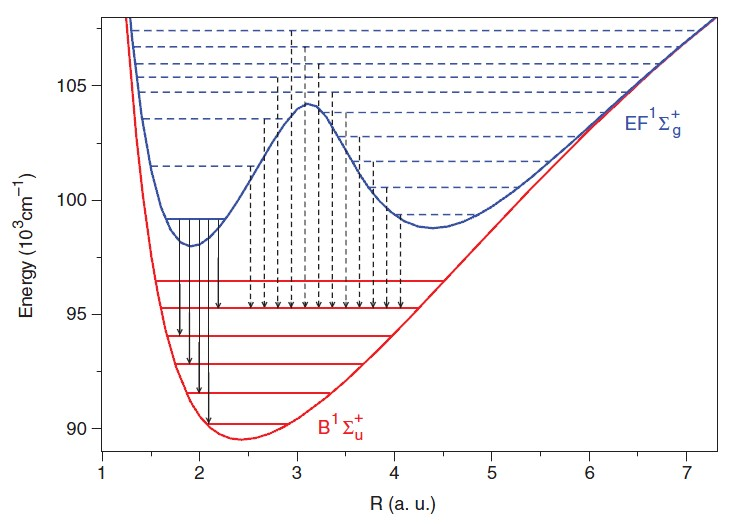 105
100
95
90
Energy (10³cm⁻¹)
EF¹Σg⁺
B¹Σu⁺
1 2 3 4 5 6 7
R (a. u.)